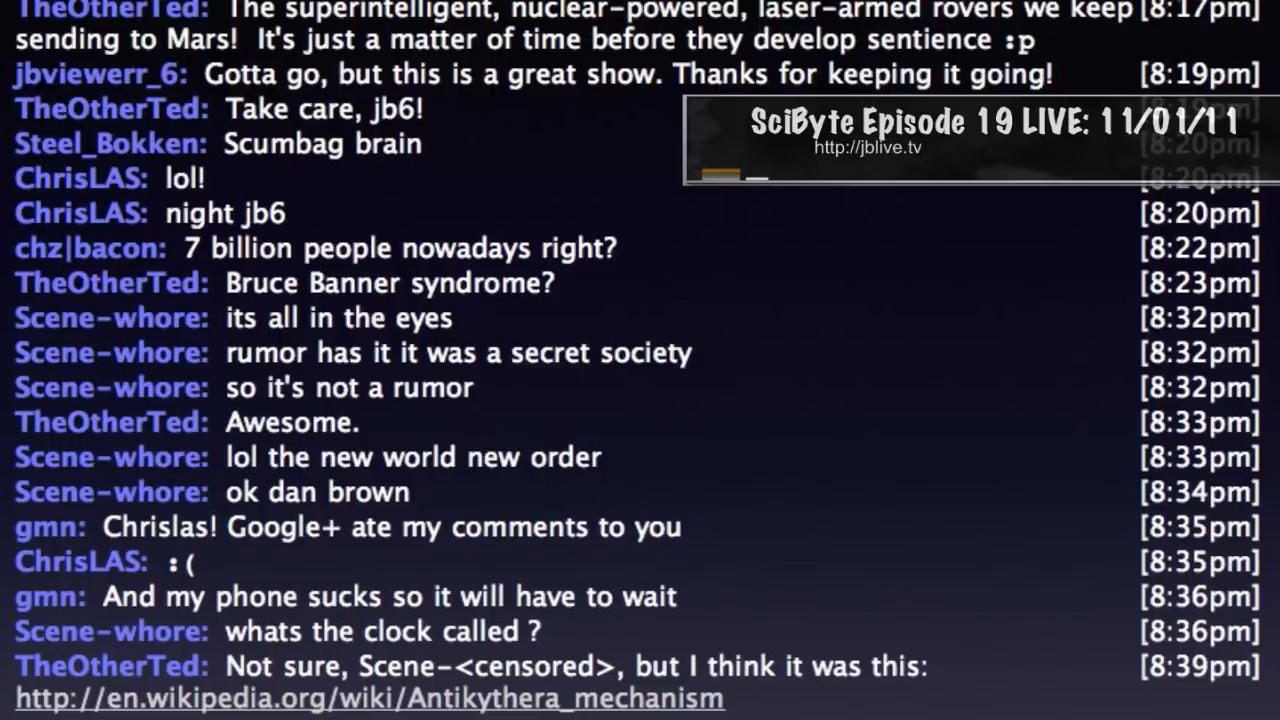 TheOtherTed: The superintelligent, nuclear-powered, laser-armed rovers we keep [8:17pm]
sending to Mars! It's just a matter of time before they develop sentience :p
jbviewerr_6: Gotta go, but this is a great show. Thanks for keeping it going! [8:19pm]
TheOtherTed: Take care, jb6! [8:19pm]
SciByte Episode 19 LIVE: 11/01/11
http://jblive.tv
Steel_Bokken: Scumbag brain [8:20pm]
ChrisLAS: lol! [8:20pm]
ChrisLAS: night jb6 [8:20pm]
chz|bacon: 7 billion people nowadays right? [8:22pm]
TheOtherTed: Bruce Banner syndrome? [8:23pm]
Scene-whore: its all in the eyes [8:32pm]
Scene-whore: rumor has it it was a secret society [8:32pm]
Scene-whore: so it's not a rumor [8:32pm]
TheOtherTed: Awesome. [8:33pm]
Scene-whore: lol the new world new order [8:33pm]
Scene-whore: ok dan brown [8:34pm]
gmn: Chrislas! Google+ ate my comments to you [8:35pm]
ChrisLAS: :( [8:35pm]
gmn: And my phone sucks so it will have to wait [8:36pm]
Scene-whore: whats the clock called ? [8:36pm]
TheOtherTed: Not sure, Scene-<censored>, but I think it was this: [8:39pm]
http://en.wikipedia.org/wiki/Antikythera_mechanism